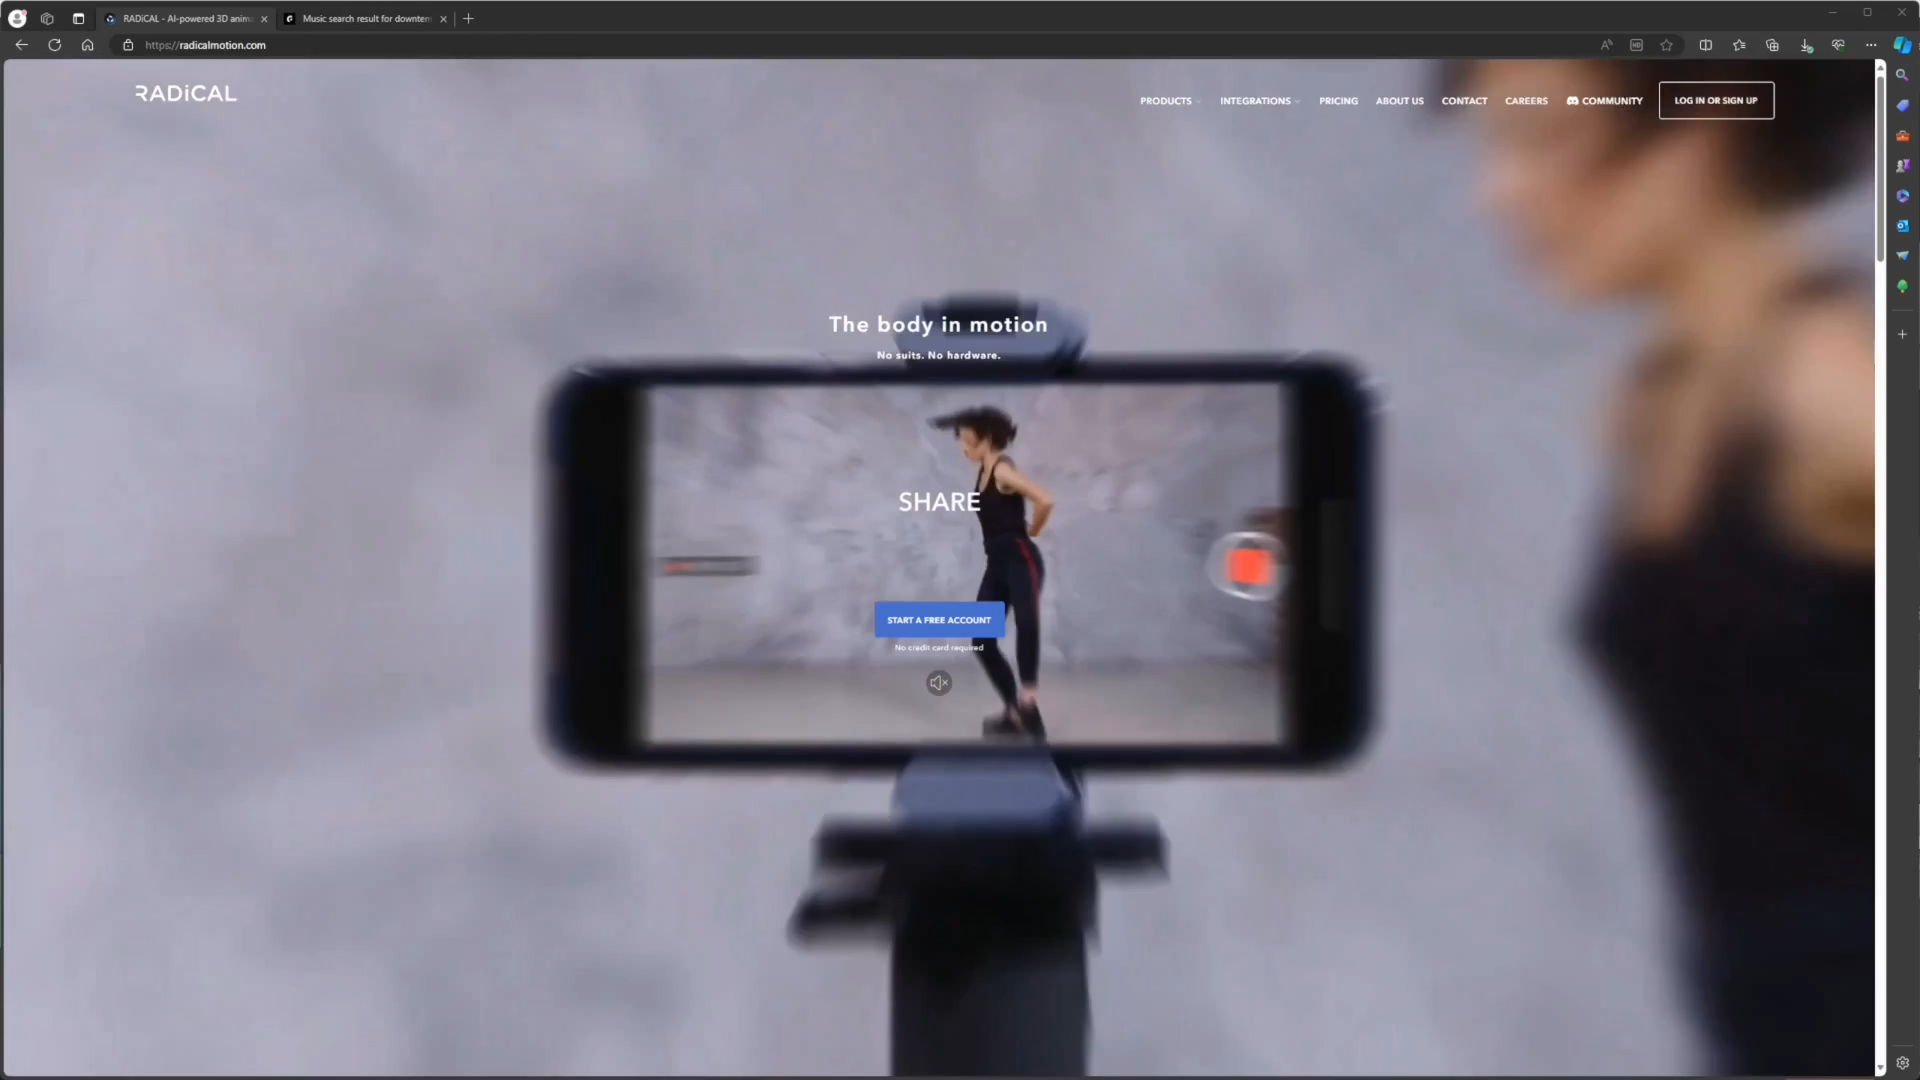 RADiCAL - AI-powered 3D anim
Music search result for downtem
https://radicalmotion.com
RADiCAL
PRODUCTS
INTEGRATIONS
PRICING
ABOUT US
CONTACT
CAREERS
COMMUNITY
LOG IN OR SIGN UP
The body in motion
No suits. No hardware.
SHARE
START A FREE ACCOUNT
No credit card required